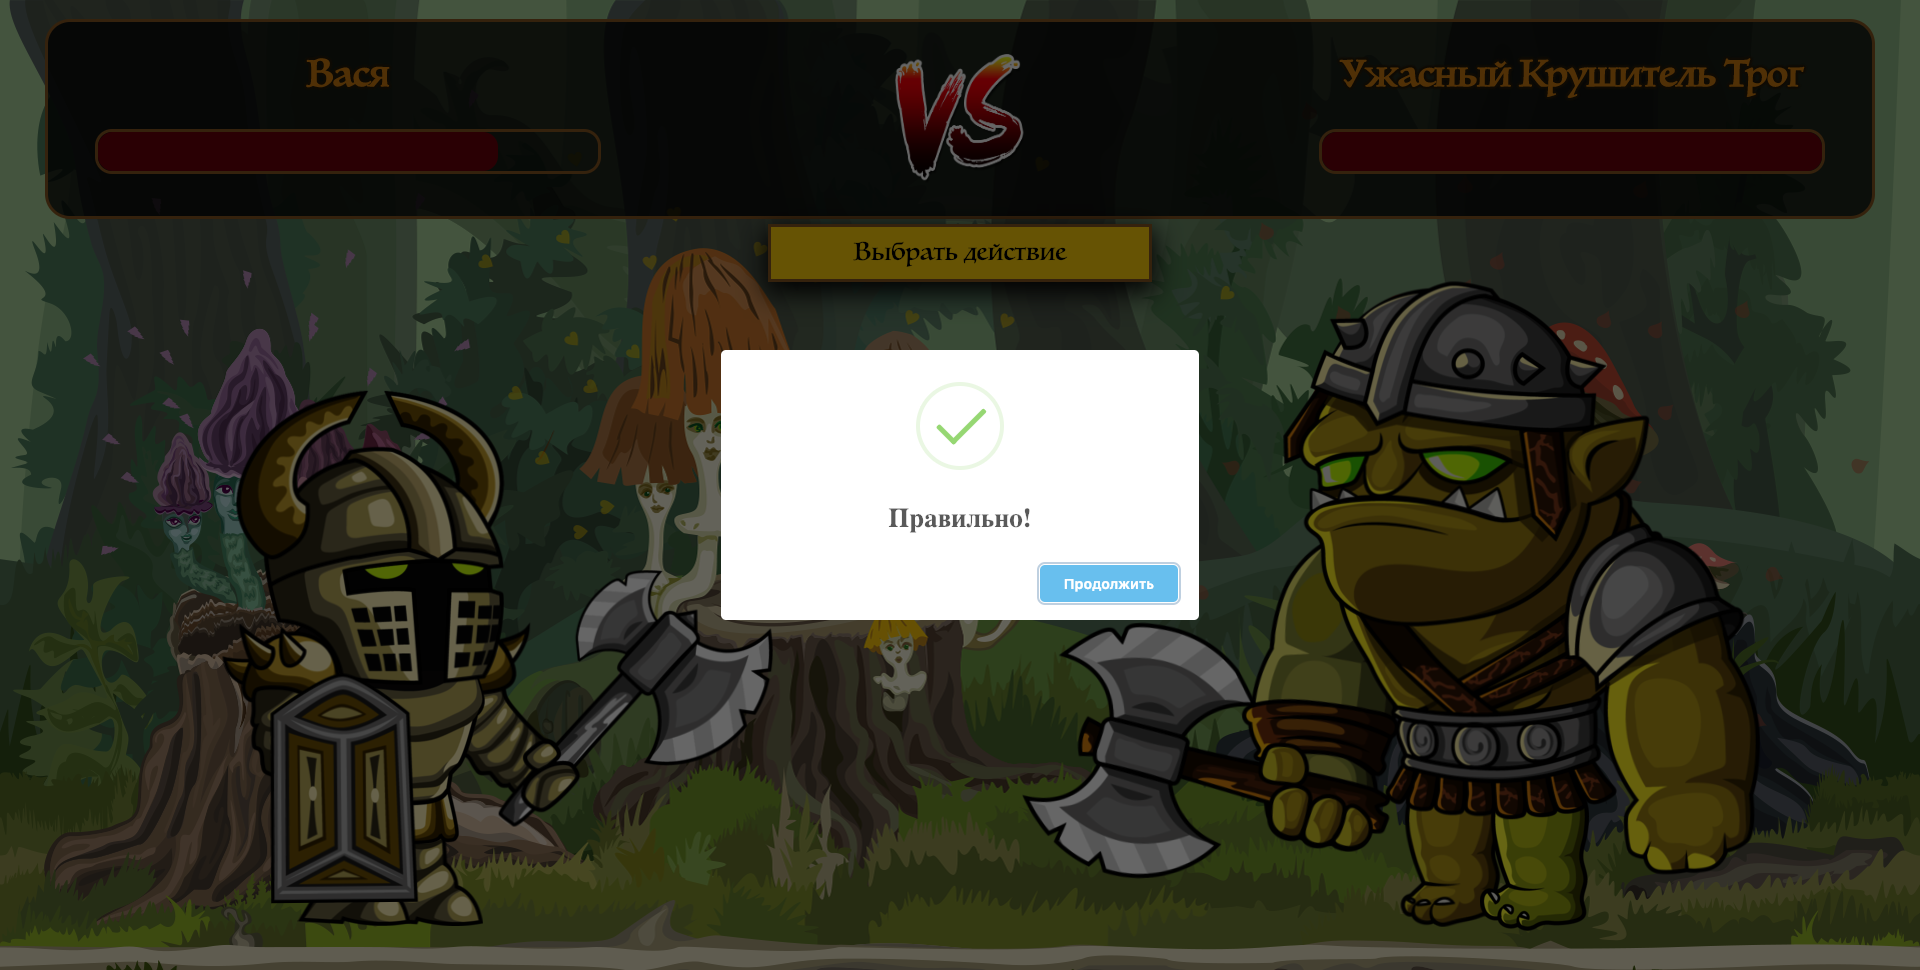 Вася
VS
Ужасный Крушитель Трог
Выбрать действие
Правильно!
Продолжить